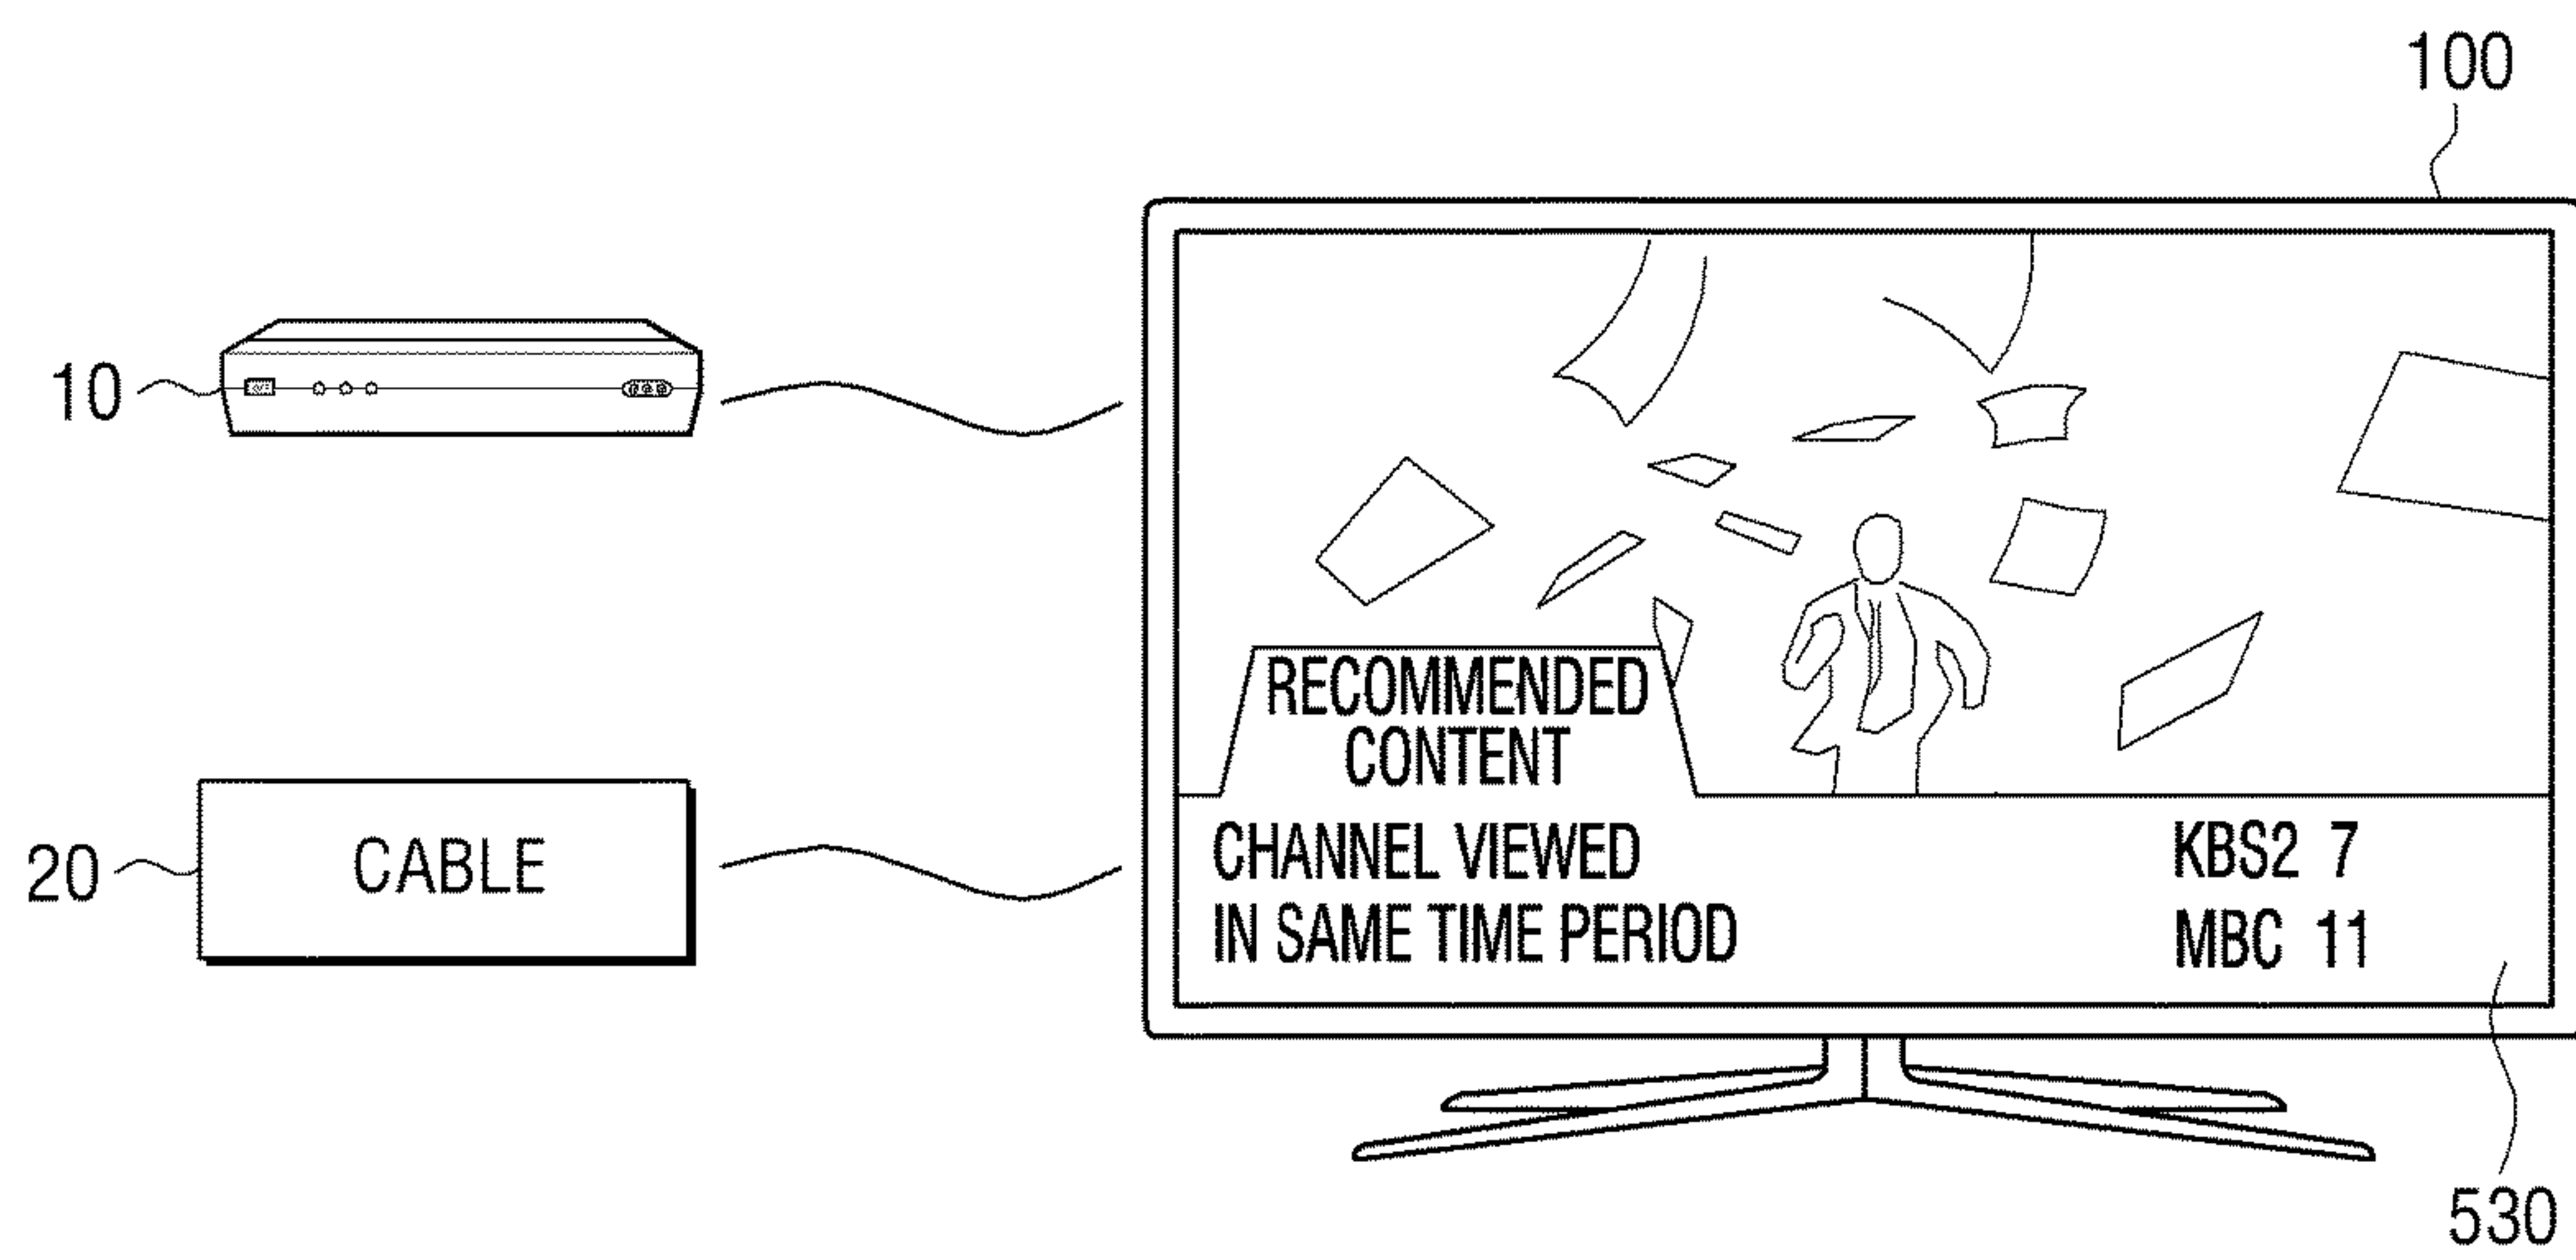 100
10
RECOMMENDED
CONTENT
20
CABLE
CHANNEL VIEWED
IN SAME TIME PERIOD
KBS2 7
MBC 11
530